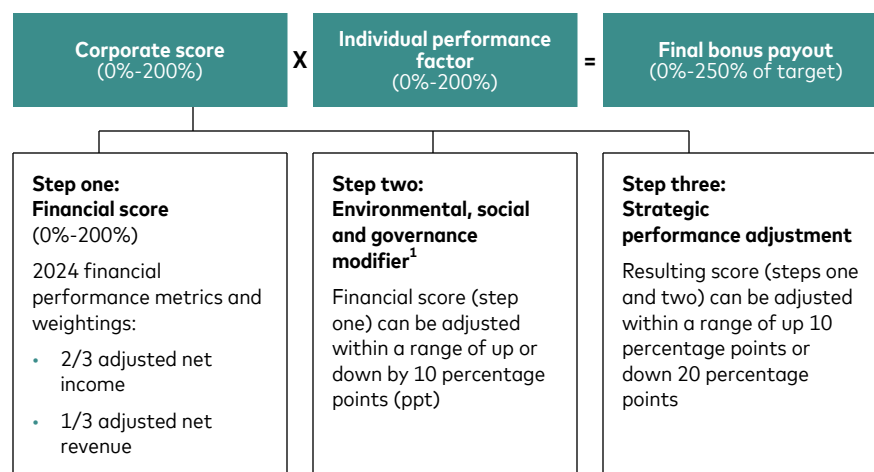 Corporate score
(0%-200%)
X
Individual performance
factor
(0%-200%)
=
Final bonus payout
(0%-250% of target)
Step one:
Financial score
(0%-200%)
2024 financial
performance metrics and
weightings:
• 2/3 adjusted net
income
• 1/3 adjusted net
revenue
Step two:
Environmental, social
and governance
modifier¹
Financial score (step
one) can be adjusted
within a range of up or
down by 10 percentage
points (ppt)
Step three:
Strategic
performance adjustment
Resulting score (steps one
and two) can be adjusted
within a range of up 10
percentage points or
down 20 percentage
points